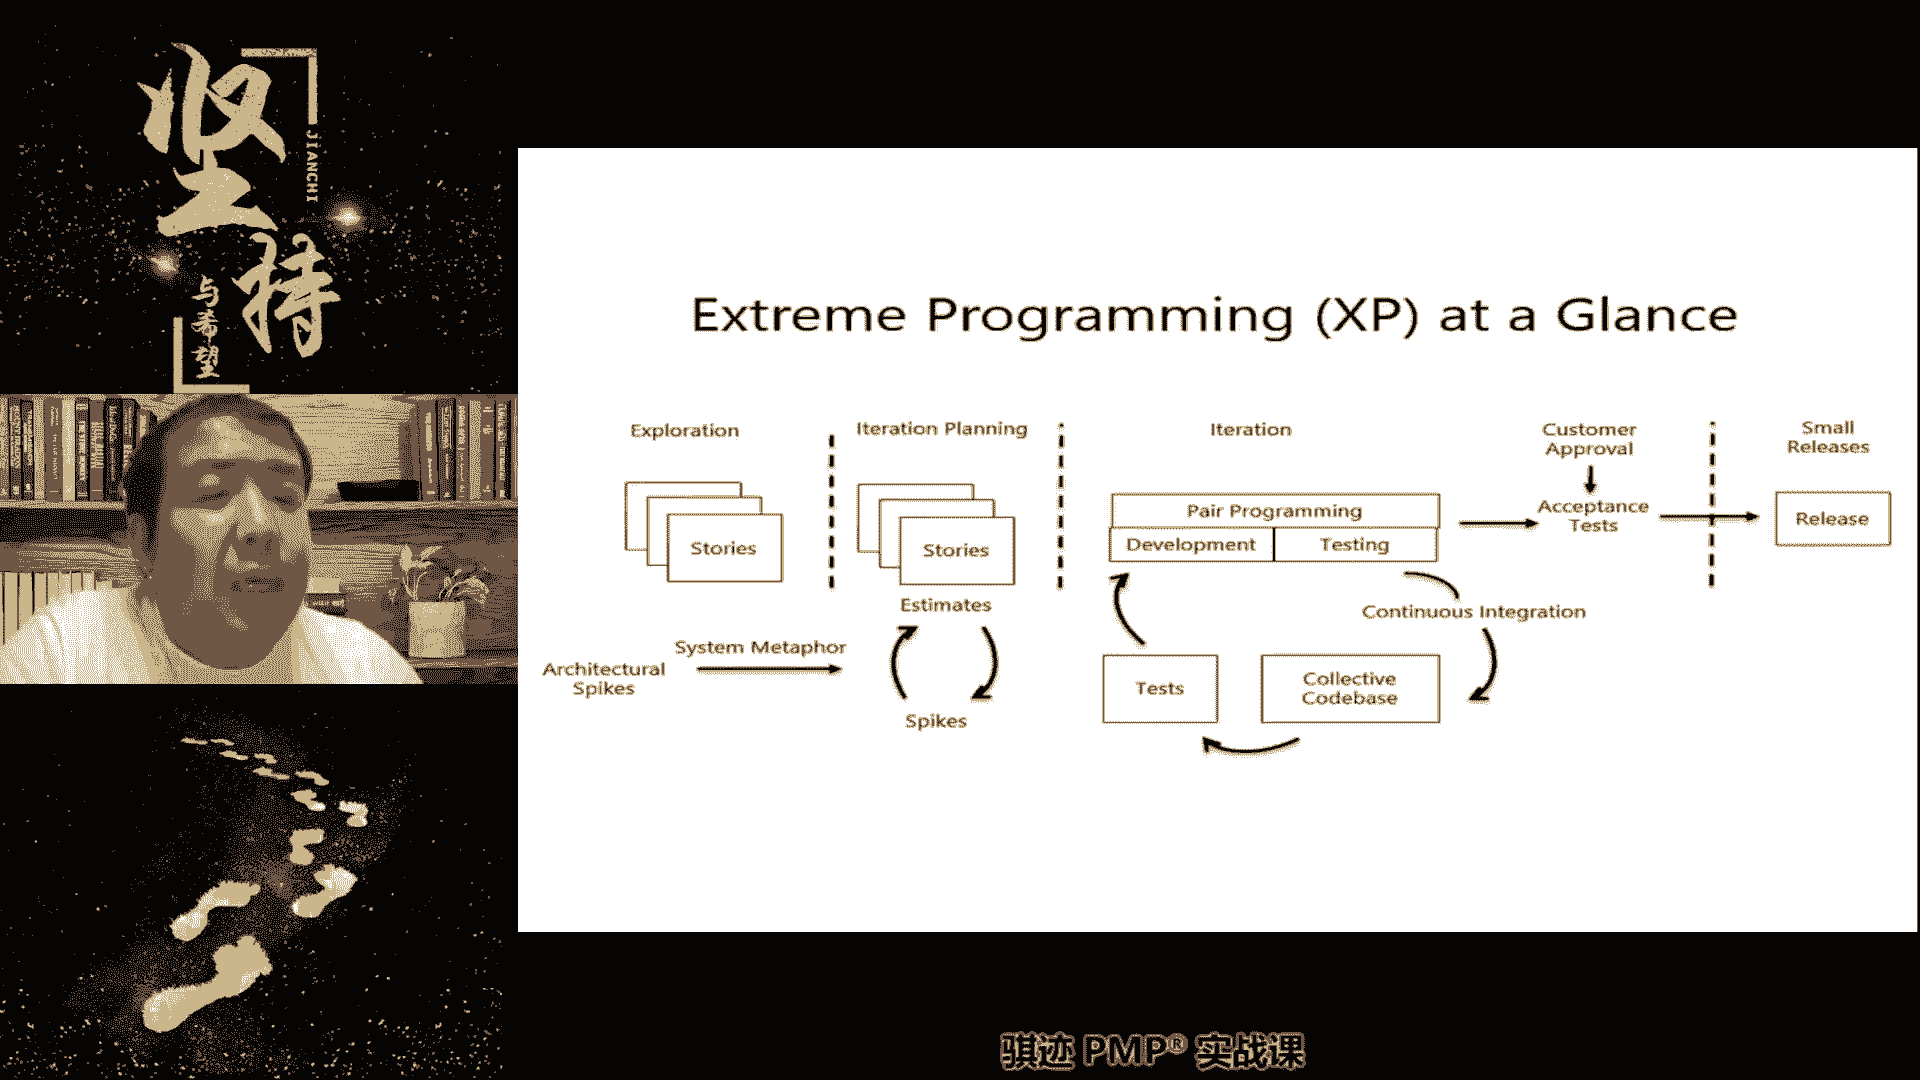 坚
持
JIANCHI
与
希
望
Extreme Programming (XP) at a Glance
Exploration
Iteration Planning
Iteration
Customer
Approval
Small
Releases
Stories
Stories
Pair Programming
Development
Testing
Acceptance
Tests
Release
Estimates
Continuous Integration
System Metaphor
Architectural
Spikes
Spikes
Tests
Collective
Codebase
骐迹 PMP® 实战课